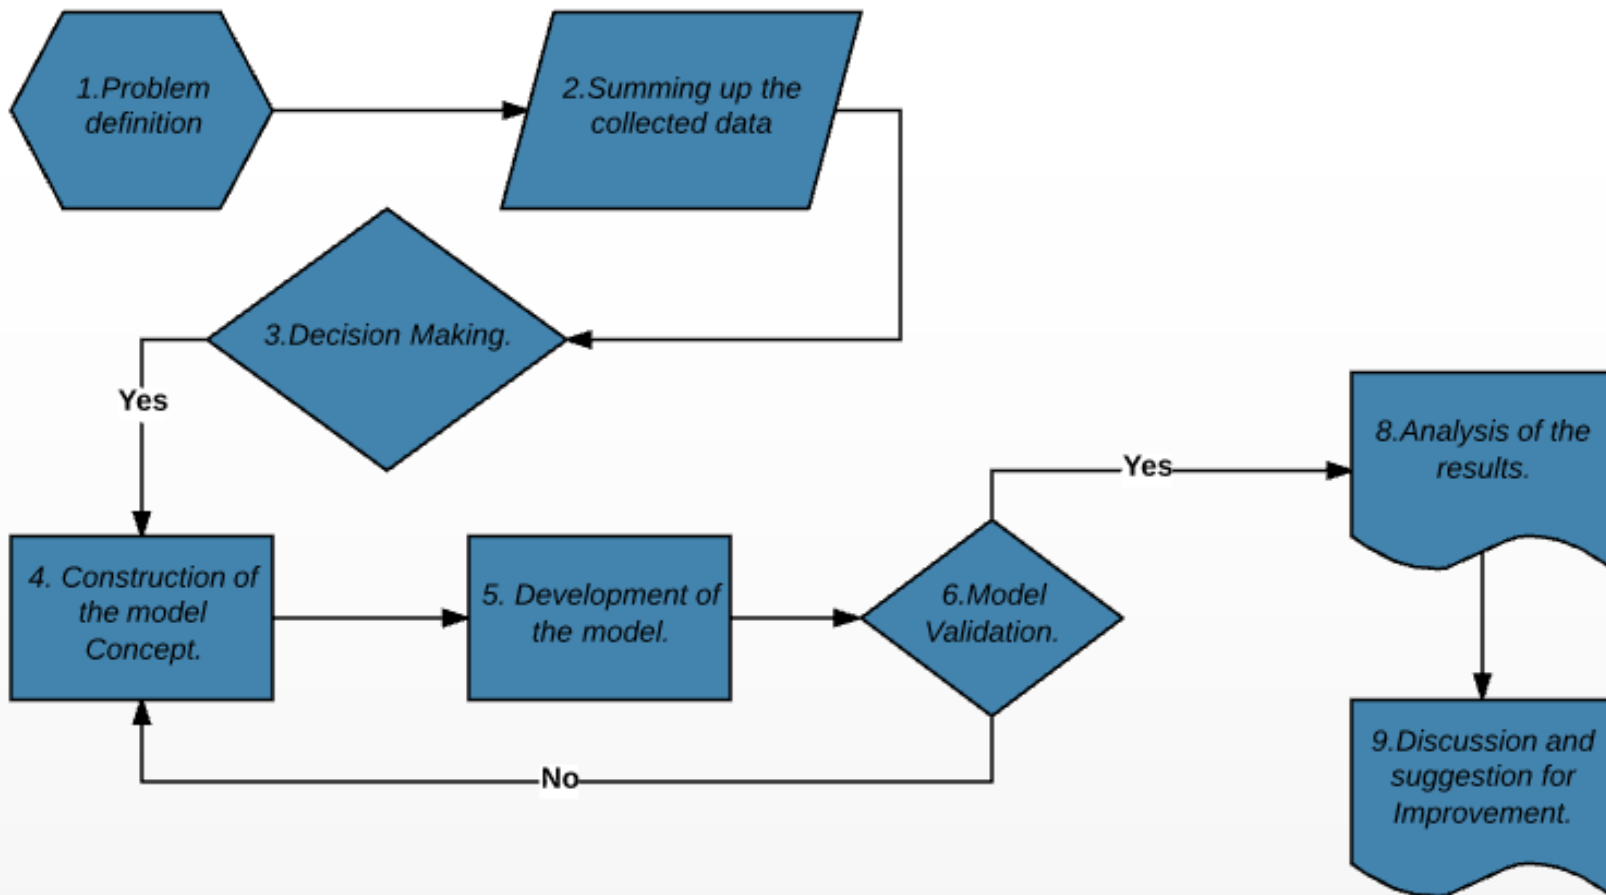 1.Problem
definition
2.Summing up the
collected data
3.Decision Making.
Yes
4. Construction of
the model
Concept.
5. Development of
the model.
6.Model
Validation.
Yes
No
8.Analysis of the
results.
9.Discussion and
suggestion for
Improvement.